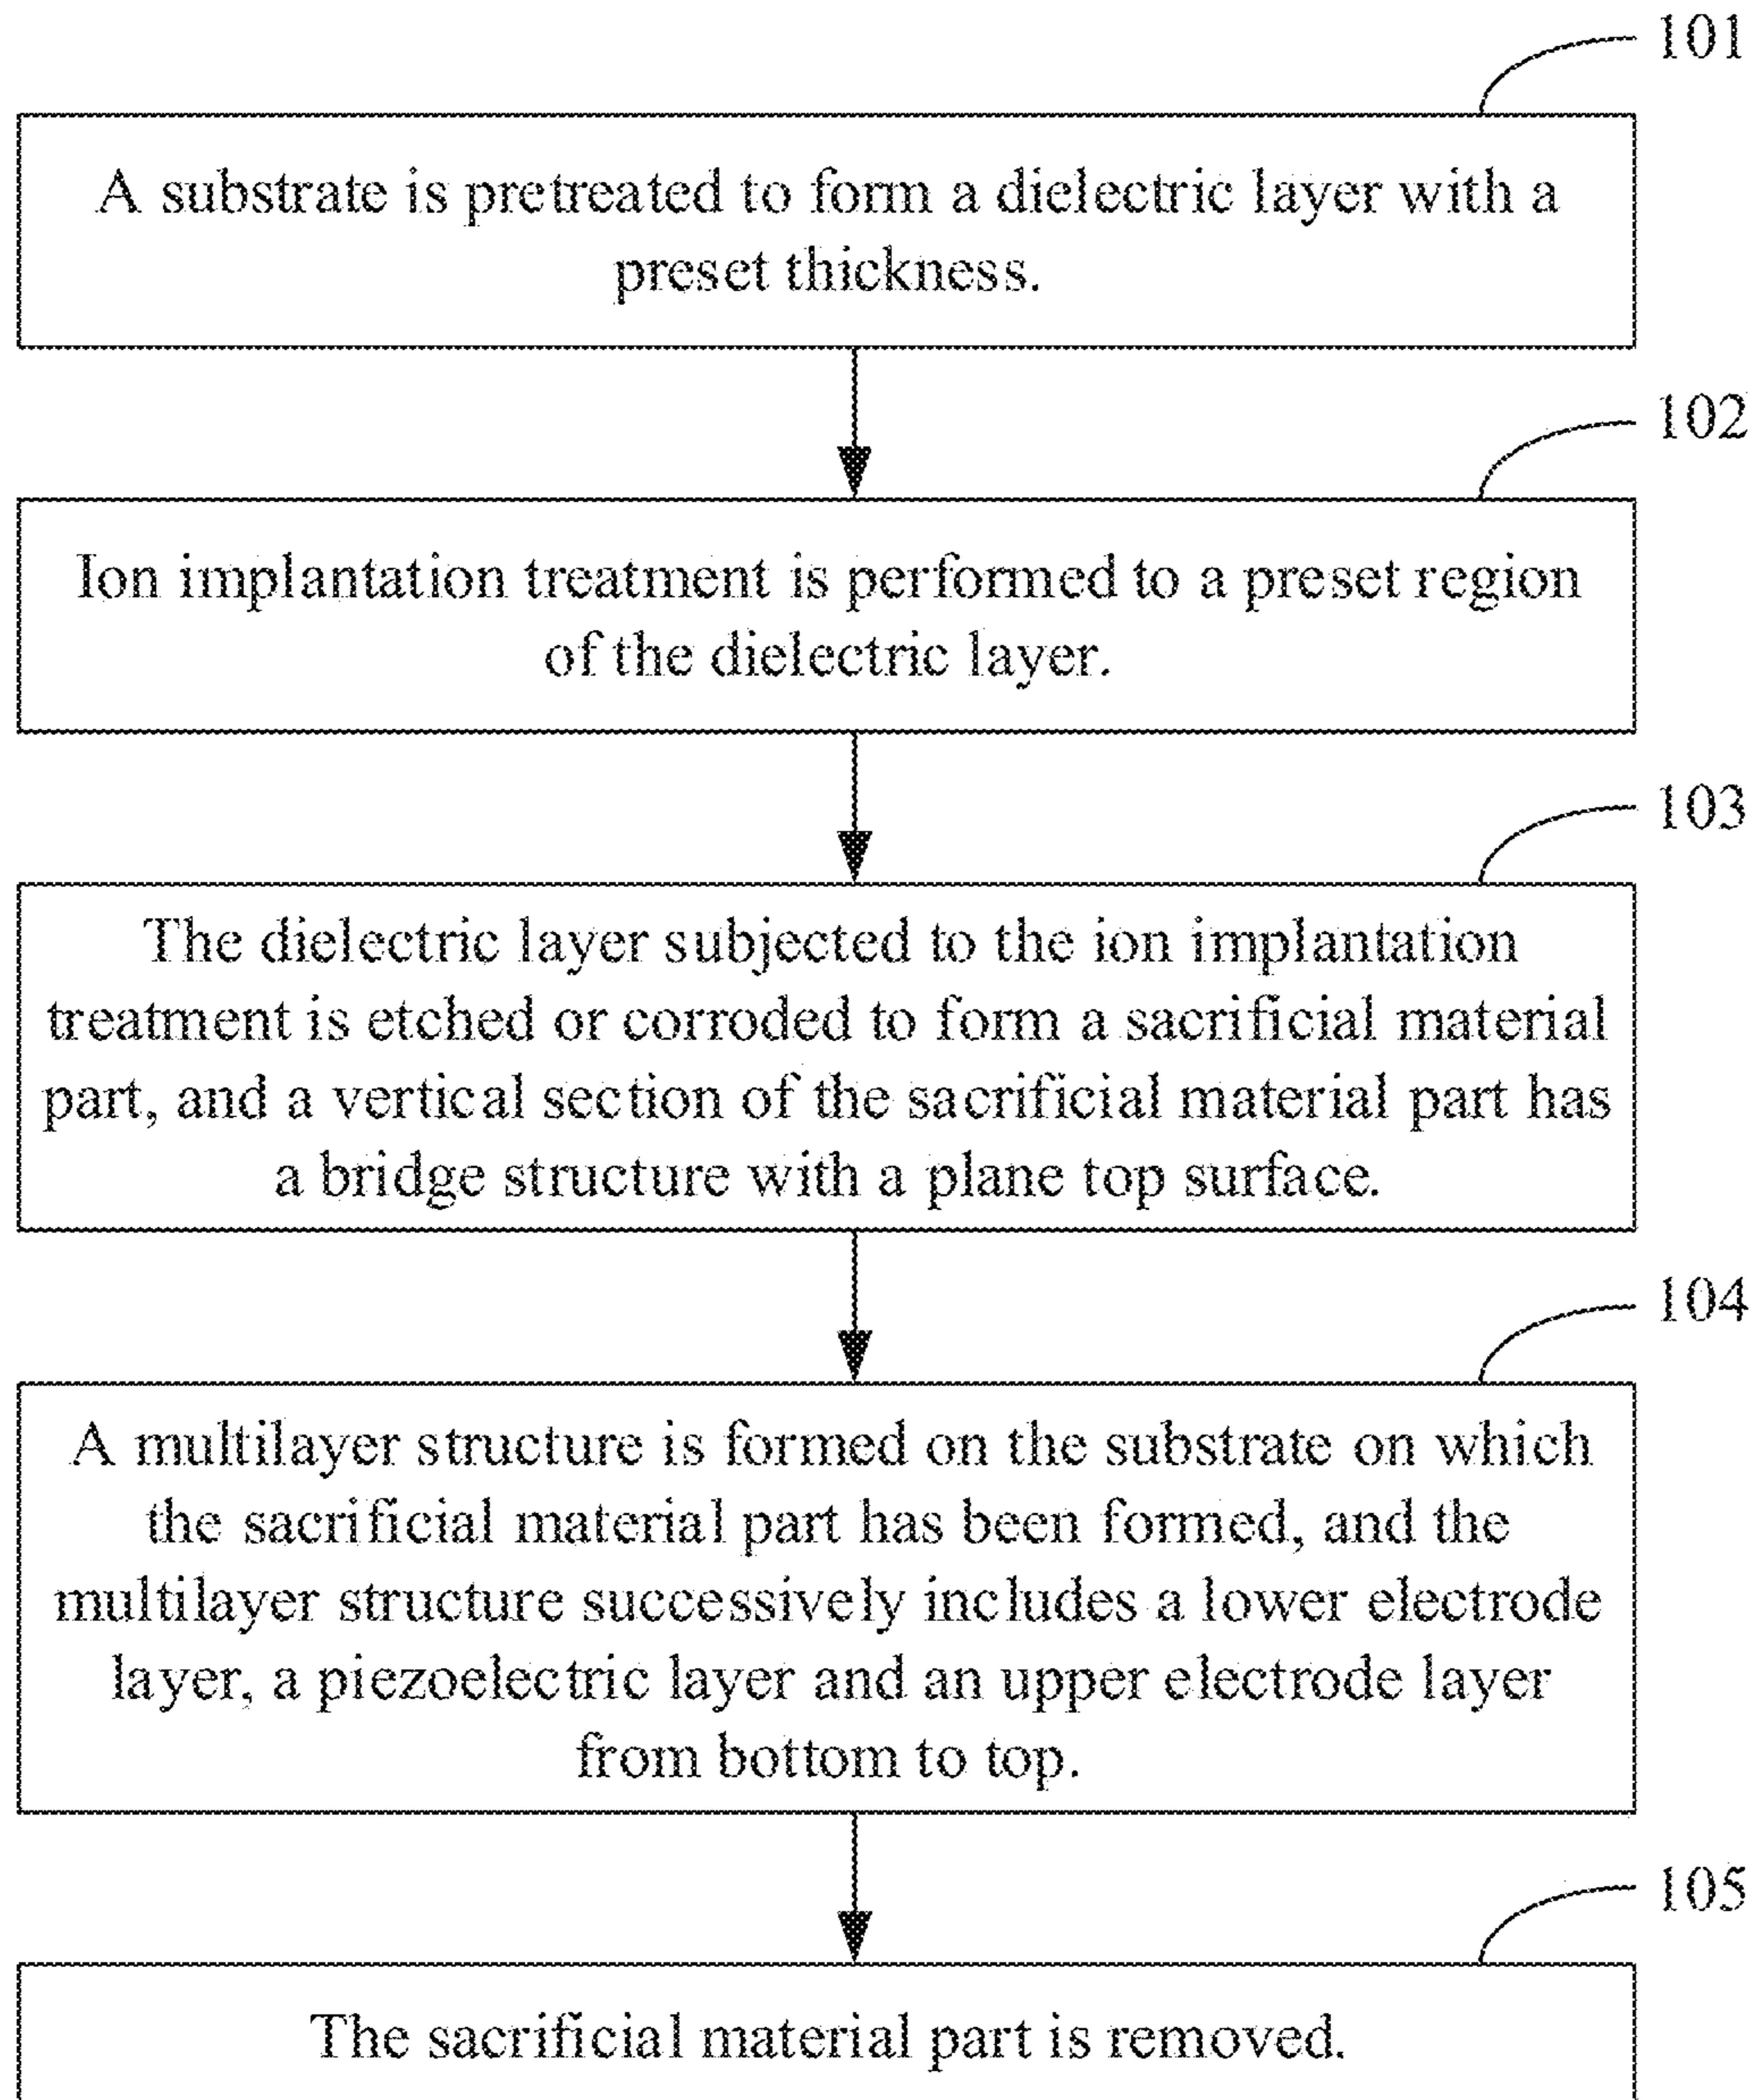 101
A substrate is pretreated to form a dielectric layer with a
preset thickness.
102
Ion implantation treatment is performed to a preset region
of the dielectric layer.
103
The dielectric layer subjected to the ion implantation
treatment is etched or corroded to form a sacrificial material
part, and a vertical section of the sacrificial material part has
a bridge structure with a plane top surface.
104
A multilayer structure is formed on the substrate on which
the sacrificial material part has been formed, and the
multilayer structure successively includes a lower electrode
layer, a piezoelectric layer and an upper electrode layer
from bottom to top.
105
The sacrificial material part is removed.